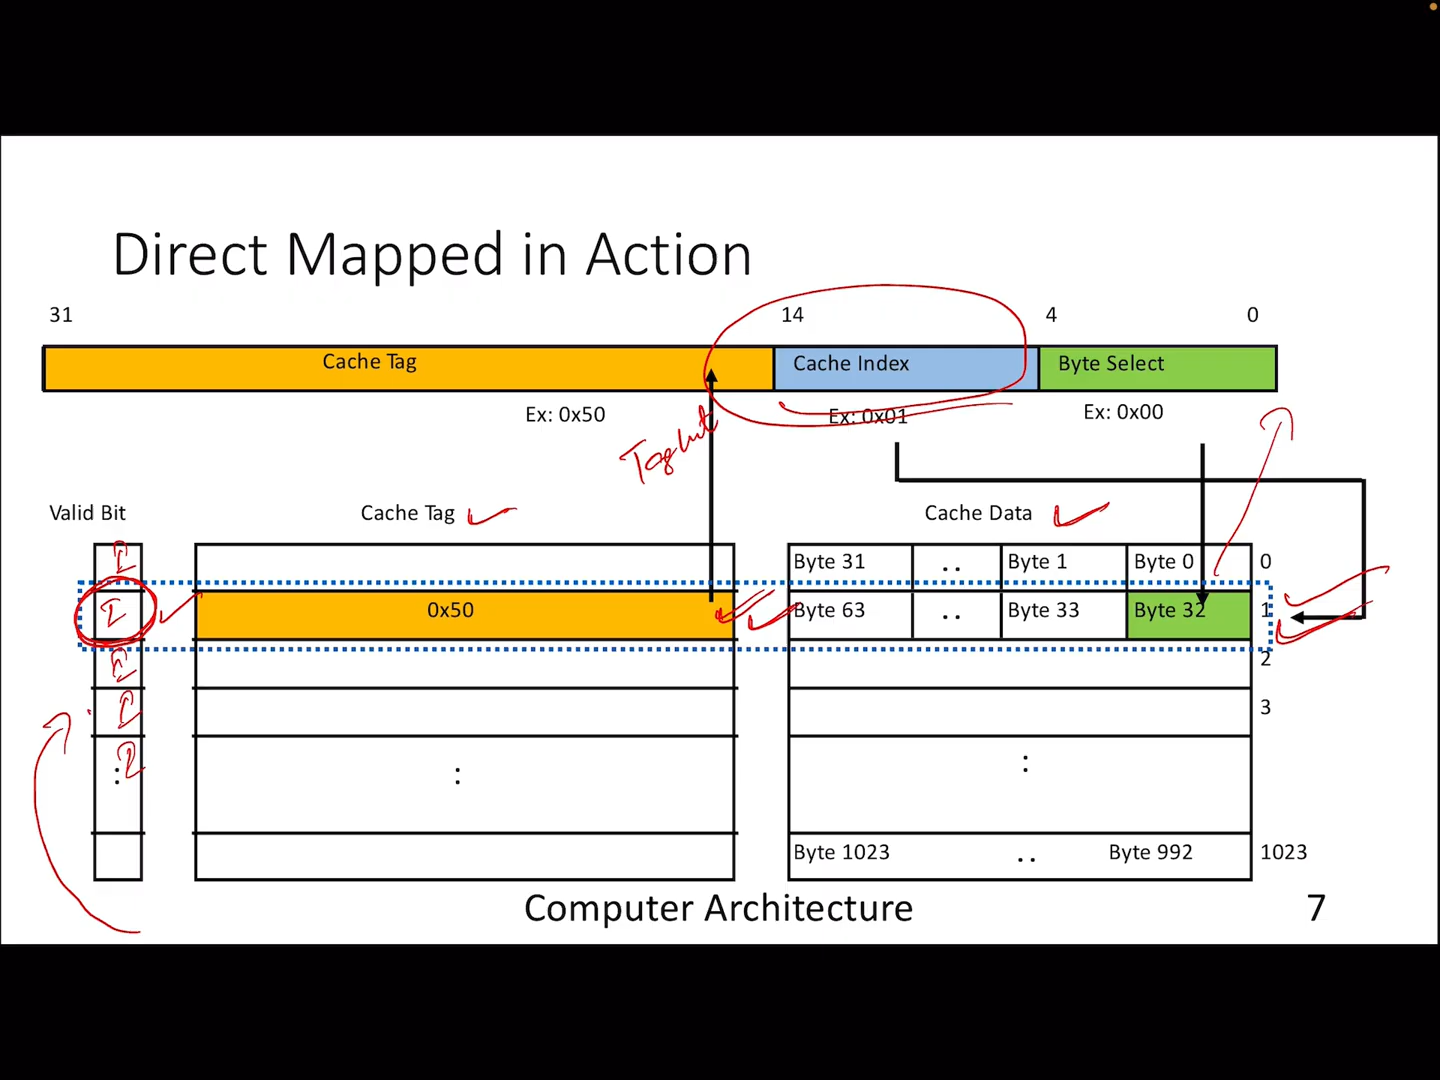 Direct Mapped in Action
31 14 4 0
Cache Tag Cache Index Byte Select
Ex: 0x50 Ex: 0x01 Ex: 0x00
Valid Bit Cache Tag Cache Data
Byte 31 .. Byte 1 Byte 0 0
0x50 Byte 63 .. Byte 33 Byte 32 1
2
3
: : :
Byte 1023 .. Byte 992 1023
Computer Architecture 7